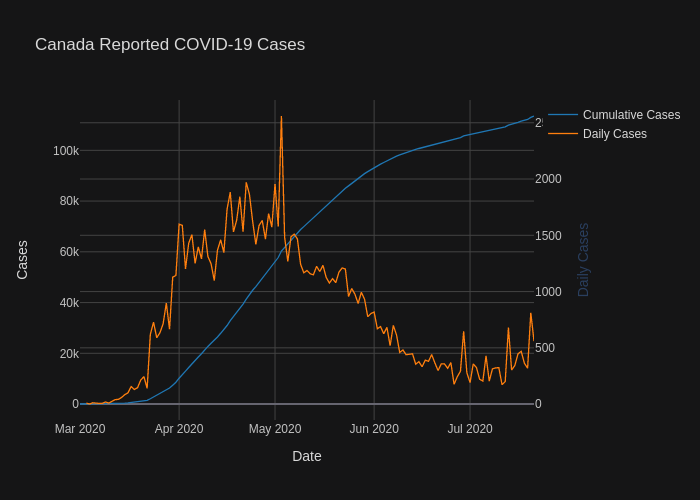 Canada Reported COVID-19 Cases
Cumulative Cases
Daily Cases
100k
80k
60k
40k
20k
0
2000
1500
1000
500
0
Cases
Daily Cases
Mar 2020
Apr 2020
May 2020
Jun 2020
Jul 2020
Date